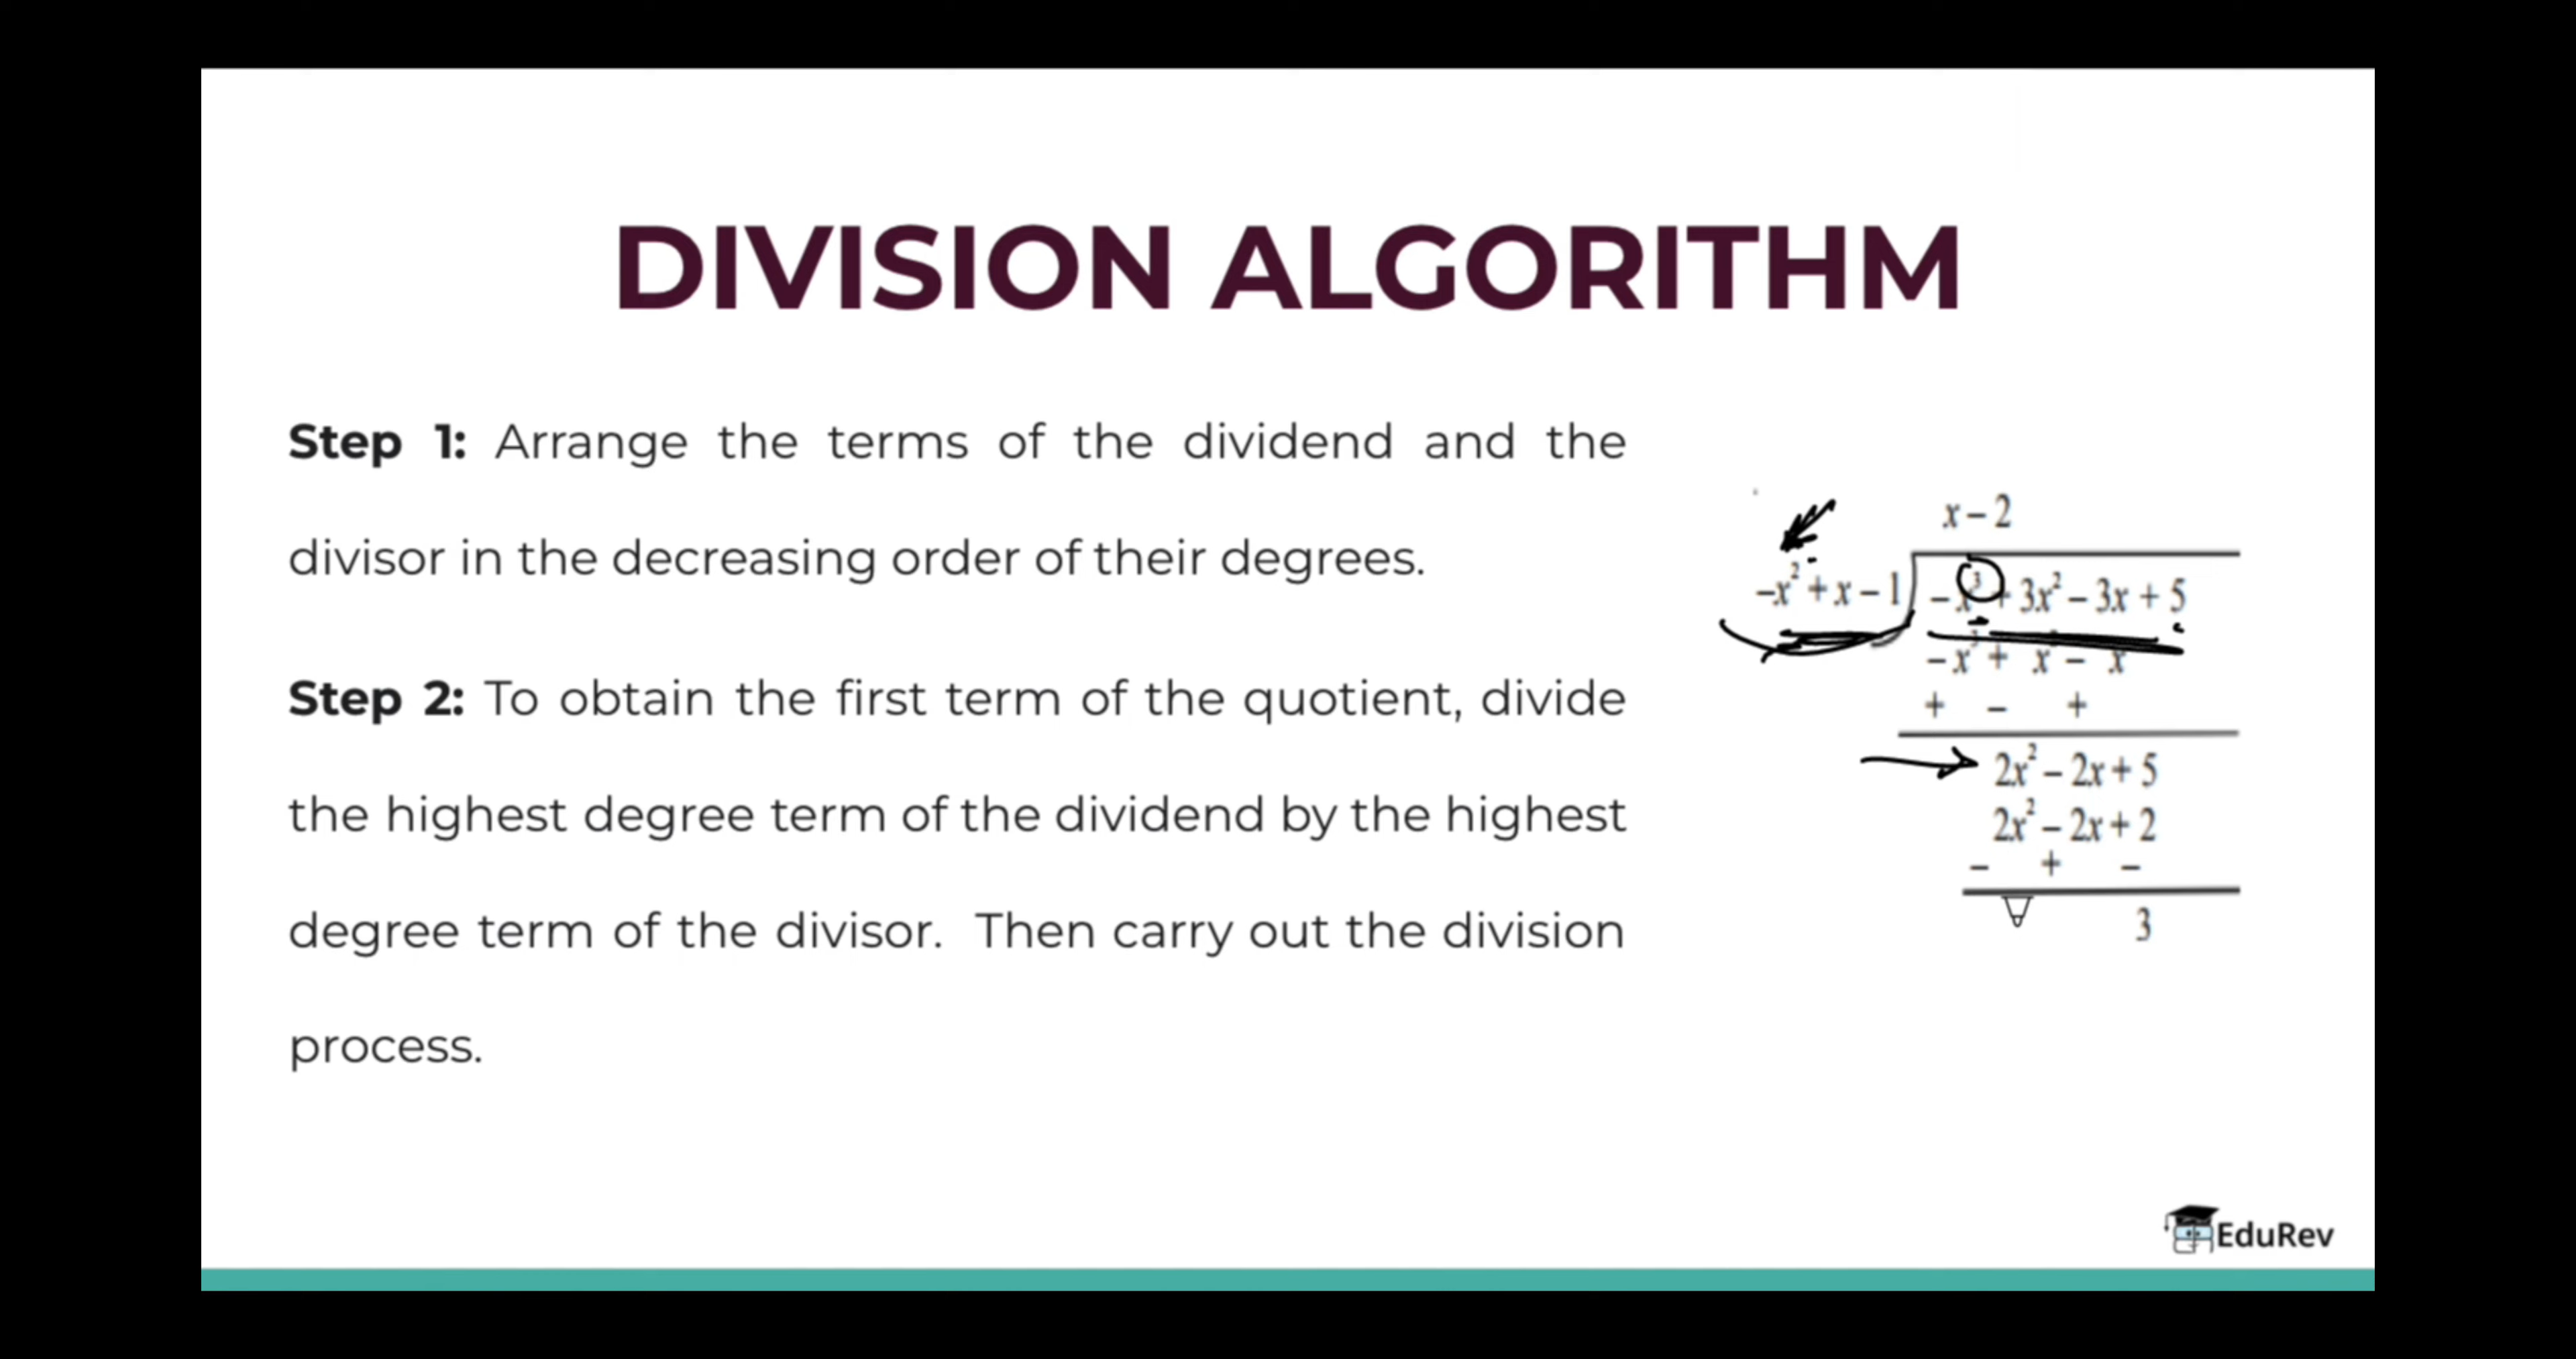 DIVISION ALGORITHM
Step 1: Arrange the terms of the dividend and the
divisor in the decreasing order of their degrees.
Step 2: To obtain the first term of the quotient, divide
the highest degree term of the dividend by the highest
degree term of the divisor. Then carry out the division
process.
x – 2
–x² + x – 1
–x³ + 3x² – 3x + 5
–x³ + x² – x
+ – +
2x² – 2x + 5
2x² – 2x + 2
– + –
3
EduRev